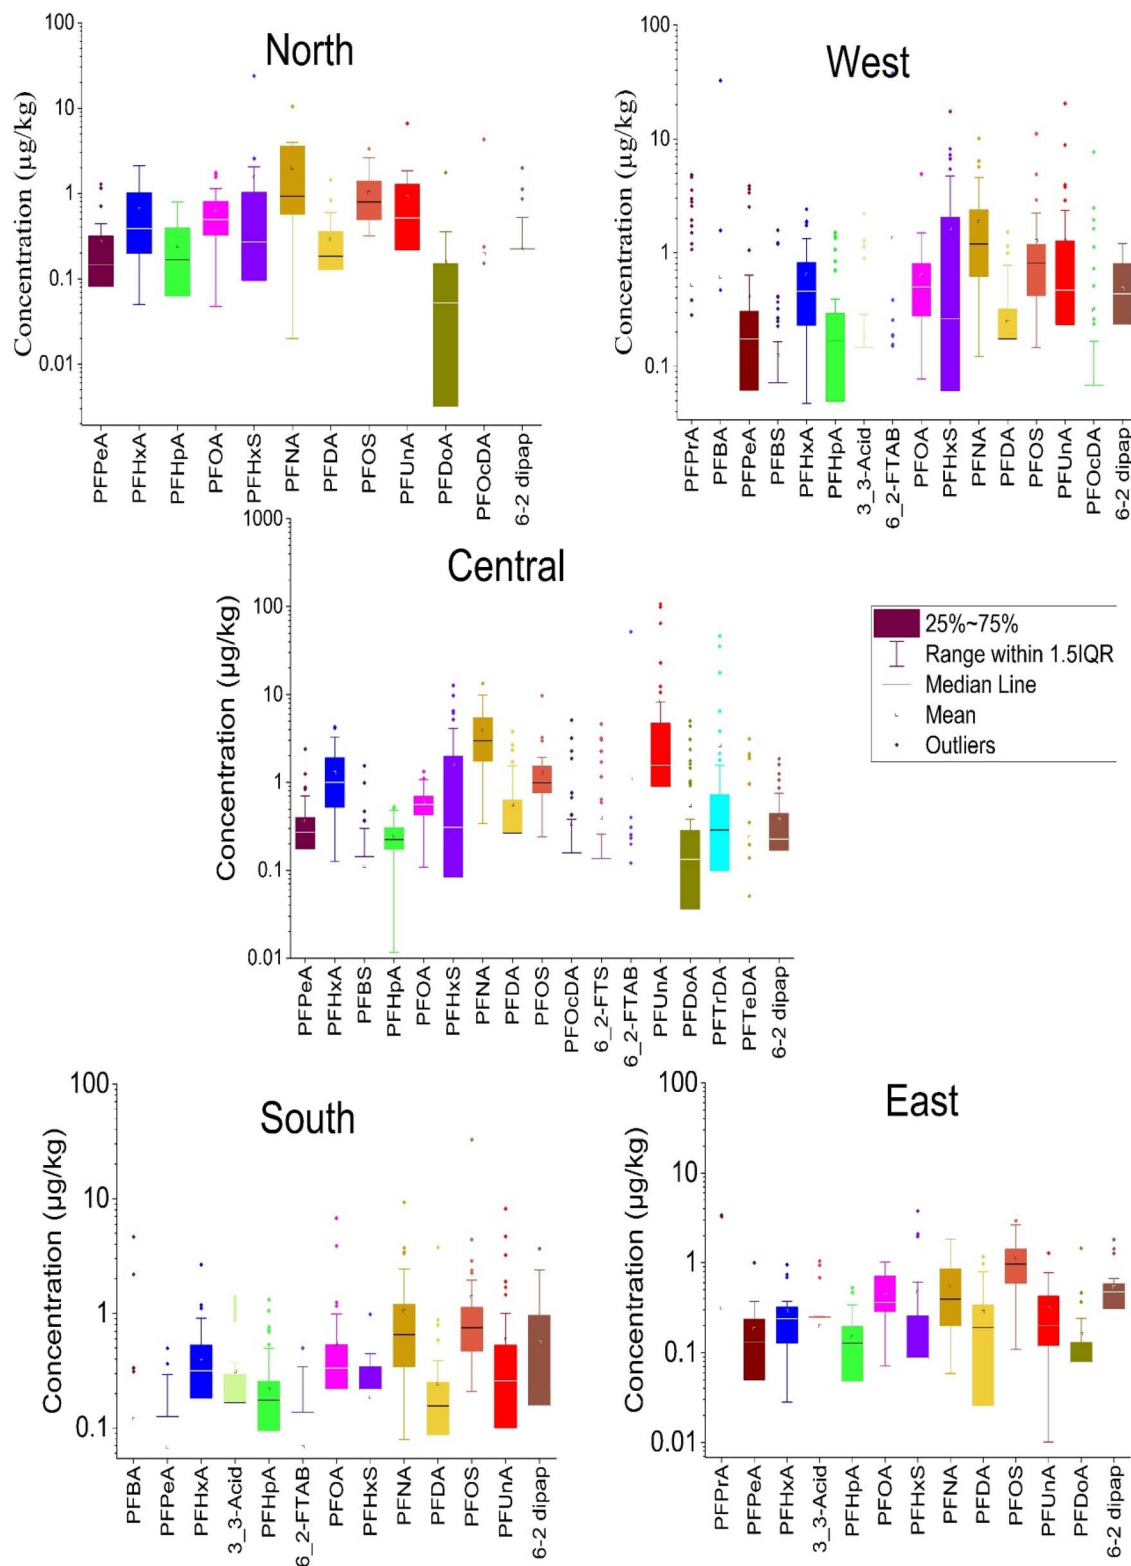 North
Concentration (µg/kg)
100
10
1
0.1
0.01
PFPeA
PFHxA
PFHpA
PFOA
PFHxS
PFNA
PFDA
PFOS
PFUnA
PFDoA
PFOcDA
6-2 dipap
West
Concentration (µg/kg)
100
10
1
0.1
PFPrA
PFBA
PFPeA
PFBS
PFHxA
PFHpA
3_3-Acid
6_2-FTAB
PFOA
PFHxS
PFNA
PFDA
PFOS
PFUnA
PFOcDA
6-2 dipap
Central
Concentration (µg/kg)
1000
100
10
1
0.1
0.01
PFPeA
PFHxA
PFBS
PFHpA
PFOA
PFHxS
PFNA
PFDA
PFOS
PFOcDA
6_2-FTS
6_2-FTAB
PFUnA
PFDoA
PFTrDA
PFTeDA
6-2 dipap
25%~75%
Range within 1.5IQR
Median Line
Mean
Outliers
South
Concentration (µg/kg)
100
10
1
0.1
PFBA
PFPeA
PFHxA
3_3-Acid
PFHpA
6_2-FTAB
PFOA
PFHxS
PFNA
PFDA
PFOS
PFUnA
6-2 dipap
East
Concentration (µg/kg)
100
10
1
0.1
0.01
PFPrA
PFPeA
PFHxA
3_3-Acid
PFHpA
PFOA
PFHxS
PFNA
PFDA
PFOS
PFUnA
PFDoA
6-2 dipap